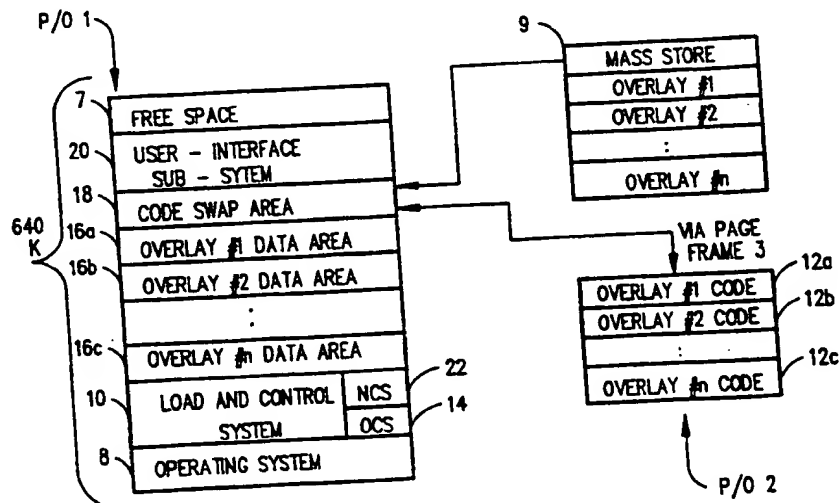 P/O 1
640
K
7
FREE SPACE
20
USER - INTERFACE
SUB - SYTEM
18
CODE SWAP AREA
16a
OVERLAY #1 DATA AREA
16b
OVERLAY #2 DATA AREA
:
16c
OVERLAY #n DATA AREA
10
LOAD AND CONTROL
SYSTEM
NCS
22
OCS
14
8
OPERATING SYSTEM
9
MASS STORE
OVERLAY #1
OVERLAY #2
:
OVERLAY #n
VIA PAGE
FRAME 3
OVERLAY #1 CODE
12a
OVERLAY #2 CODE
12b
:
OVERLAY #n CODE
12c
P/O 2